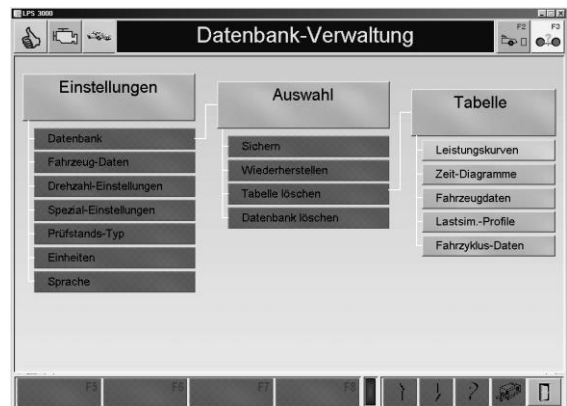 LPS 3000
Datenbank-Verwaltung
F2
F3
Einstellungen
Datenbank
Fahrzeug-Daten
Drehzahl-Einstellungen
Spezial-Einstellungen
Prüfstands-Typ
Einheiten
Sprache
Auswahl
Sichern
Wiederherstellen
Tabelle löschen
Datenbank löschen
Tabelle
Leistungskurven
Zeit-Diagramme
Fahrzeugdaten
Lastsim.-Profile
Fahrzyklus-Daten
F5
F6
F7
F8